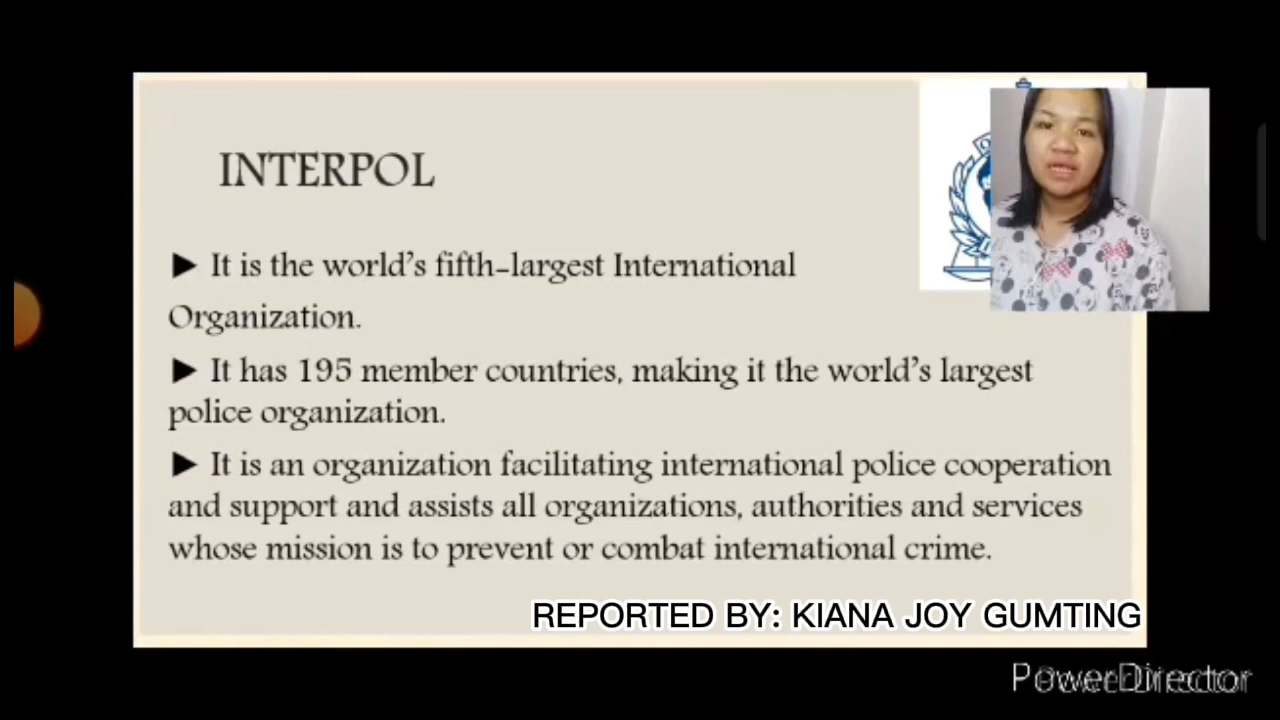 INTERPOL
► It is the world's fifth-largest International
Organization.
► It has 195 member countries, making it the world's largest
police organization.
► It is an organization facilitating international police cooperation
and support and assists all organizations, authorities and services
whose mission is to prevent or combat international crime.
REPORTED BY: KIANA JOY GUMTING
PowerDirector